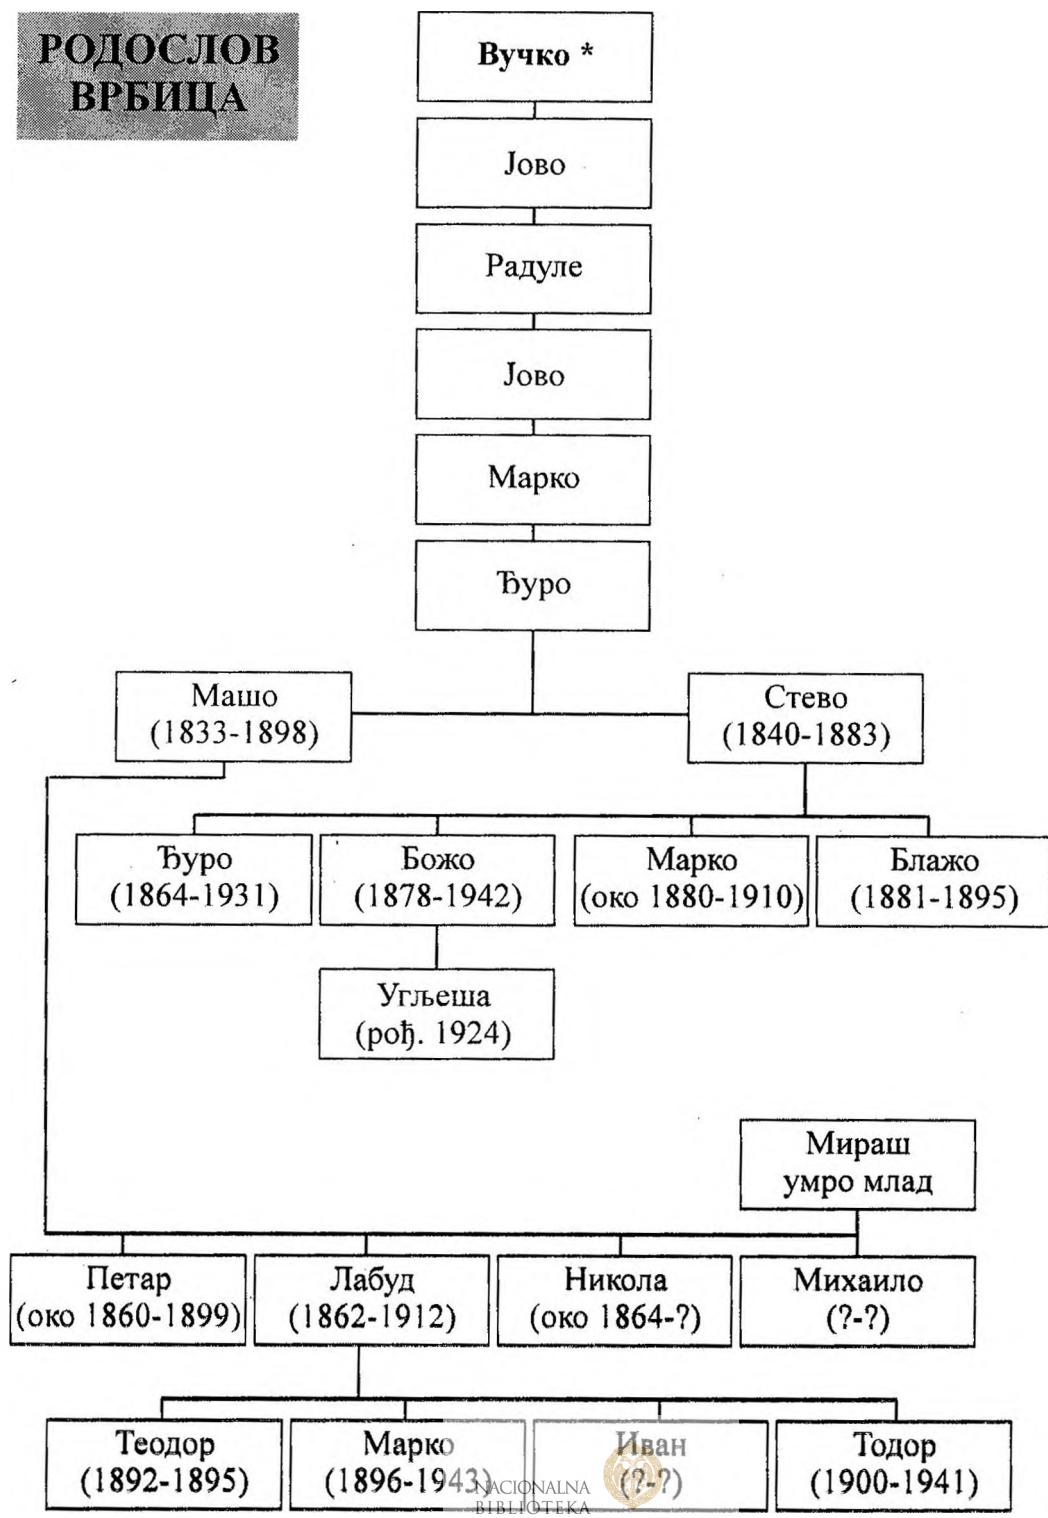 РОДОСЛОВ
ВРБИЦА
Вучко *
Јово
Радуле
Јово
Марко
Ђуро
Машо
(1833-1898)
Стево
(1840-1883)
Ђуро
(1864-1931)
Божо
(1878-1942)
Марко
(око 1880-1910)
Блажо
(1881-1895)
Угљеша
(рођ. 1924)
Мираш
умро млад
Петар
(око 1860-1899)
Лабуд
(1862-1912)
Никола
(око 1864-?)
Михаило
(?-?)
Теодор
(1892-1895)
Марко
(1896-1943)
Иван
(?-?)
Тодор
(1900-1941)
NACIONALNA
BIBLIOTEKA